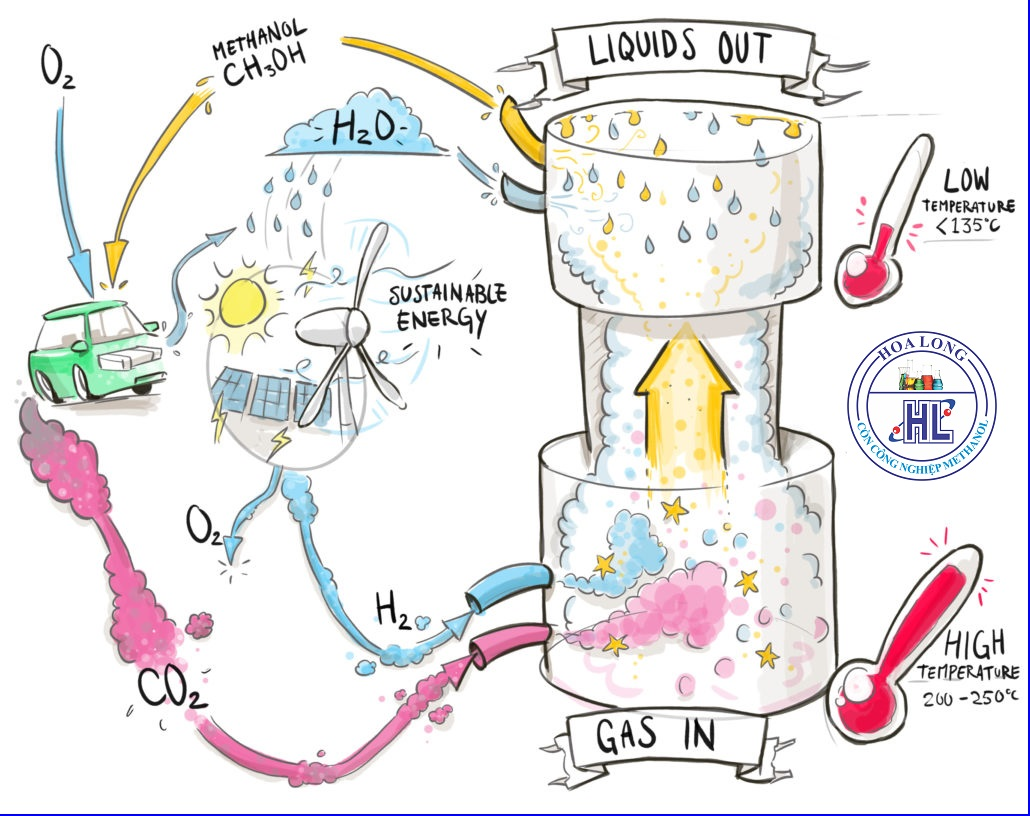 LIQUIDS OUT
METHANOL
CH₃OH
O₂
H₂O
LOW
TEMPERATURE
<135°C
SUSTAINABLE
ENERGY
HOA LONG
HL
CỒN CÔNG NGHIỆP METHANOL
O₂
H₂
CO₂
HIGH
TEMPERATURE
200-250°C
GAS IN